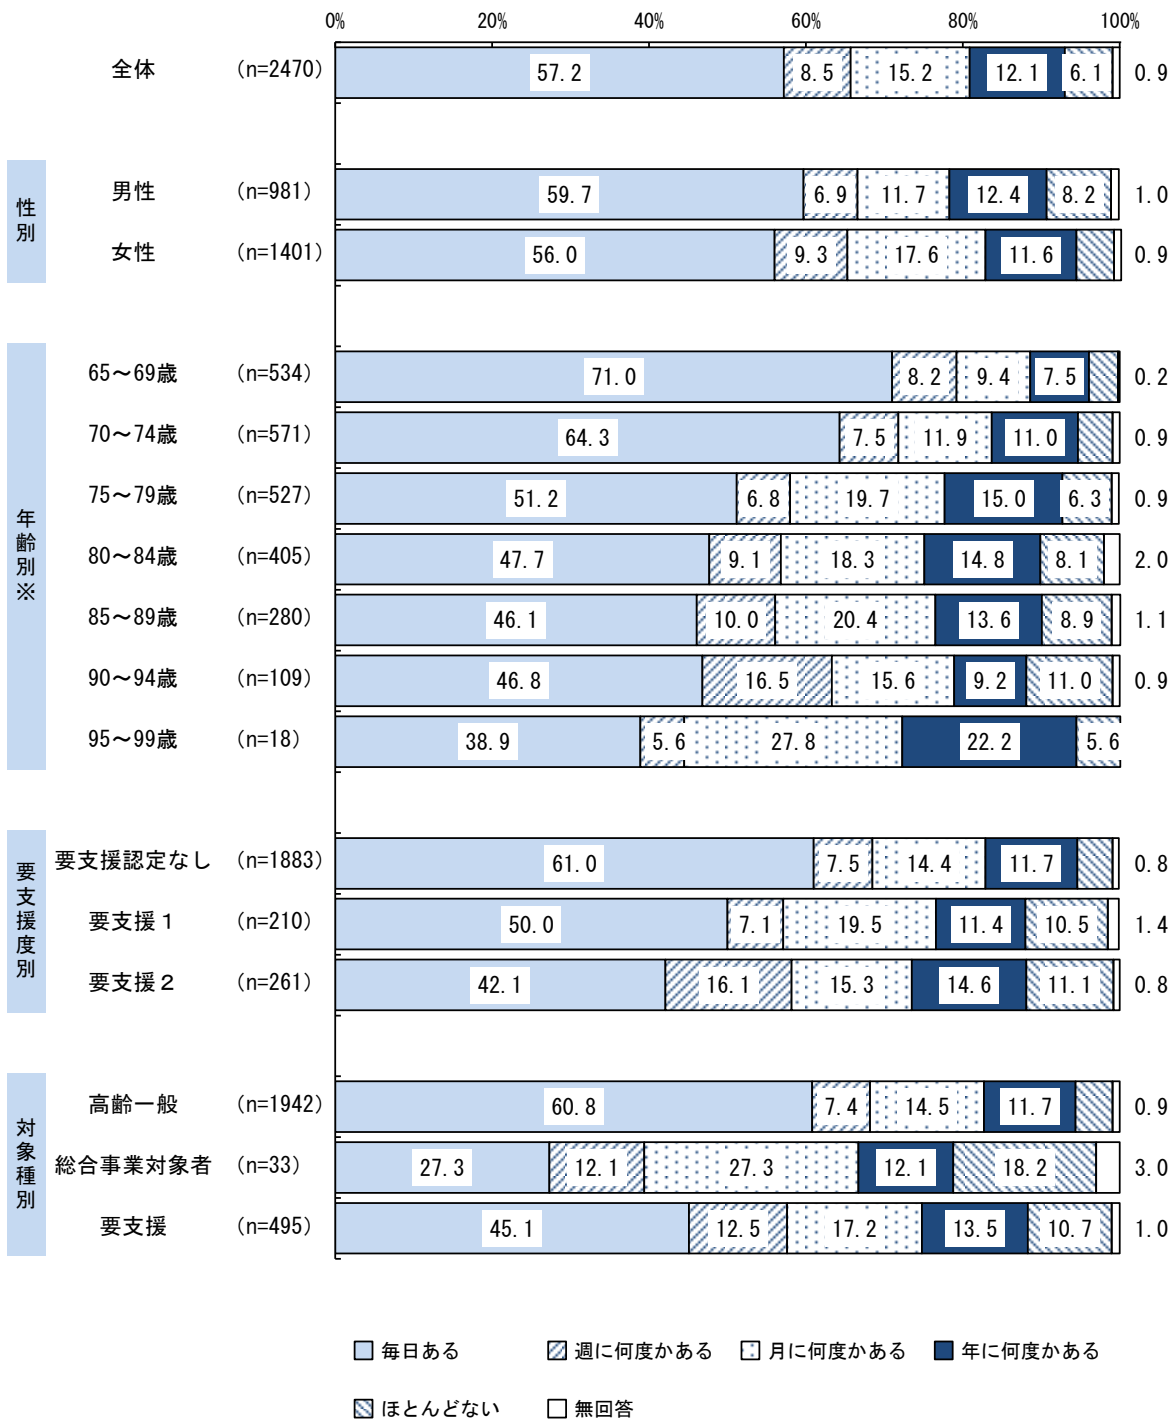 0% 20% 40% 60% 80% 100%
全体 (n=2470) 57.2 8.5 15.2 12.1 6.1 0.9
性別
男性 (n=981) 59.7 6.9 11.7 12.4 8.2 1.0
女性 (n=1401) 56.0 9.3 17.6 11.6 0.9
年齢別※
65～69歳 (n=534) 71.0 8.2 9.4 7.5 0.2
70～74歳 (n=571) 64.3 7.5 11.9 11.0 0.9
75～79歳 (n=527) 51.2 6.8 19.7 15.0 6.3 0.9
80～84歳 (n=405) 47.7 9.1 18.3 14.8 8.1 2.0
85～89歳 (n=280) 46.1 10.0 20.4 13.6 8.9 1.1
90～94歳 (n=109) 46.8 16.5 15.6 9.2 11.0 0.9
95～99歳 (n=18) 38.9 5.6 27.8 22.2 5.6
要支援度別
要支援認定なし (n=1883) 61.0 7.5 14.4 11.7 0.8
要支援１ (n=210) 50.0 7.1 19.5 11.4 10.5 1.4
要支援２ (n=261) 42.1 16.1 15.3 14.6 11.1 0.8
対象種別
高齢一般 (n=1942) 60.8 7.4 14.5 11.7 0.9
総合事業対象者 (n=33) 27.3 12.1 27.3 12.1 18.2 3.0
要支援 (n=495) 45.1 12.5 17.2 13.5 10.7 1.0
毎日ある 週に何度かある 月に何度かある 年に何度かある
ほとんどない 無回答